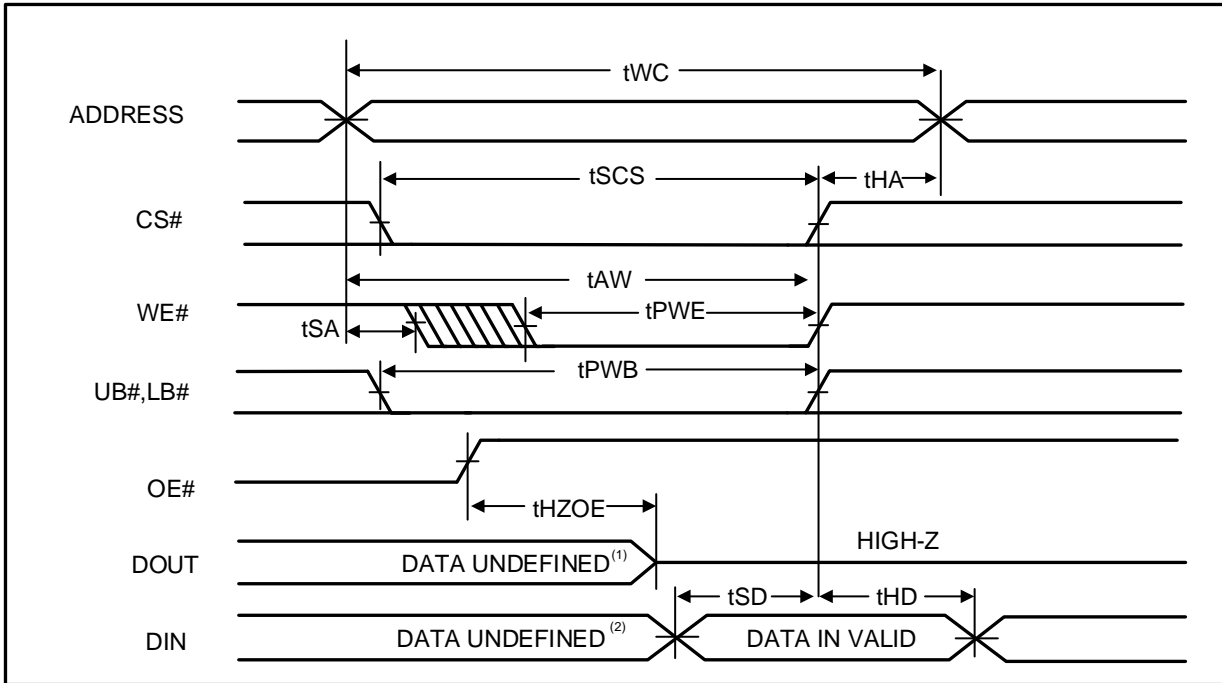 tWC
ADDRESS
tSCS
tHA
CS#
tAW
WE#
tSA
tPWE
tPWB
UB#,LB#
OE#
tHZOE
DOUT
DATA UNDEFINED(1)
HIGH-Z
tSD
tHD
DIN
DATA UNDEFINED (2)
DATA IN VALID